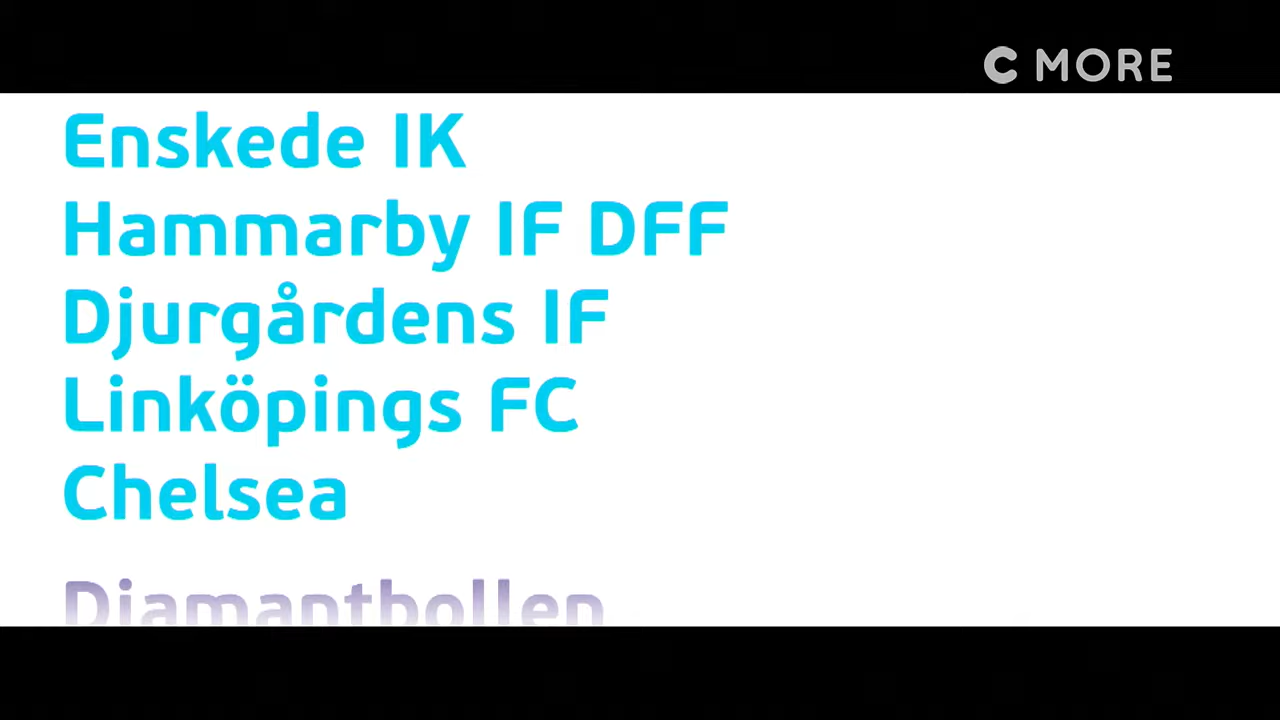 C MORE
Enskede IK
Hammarby IF DFF
Djurgårdens IF
Linköpings FC
Chelsea
Diamantbollen